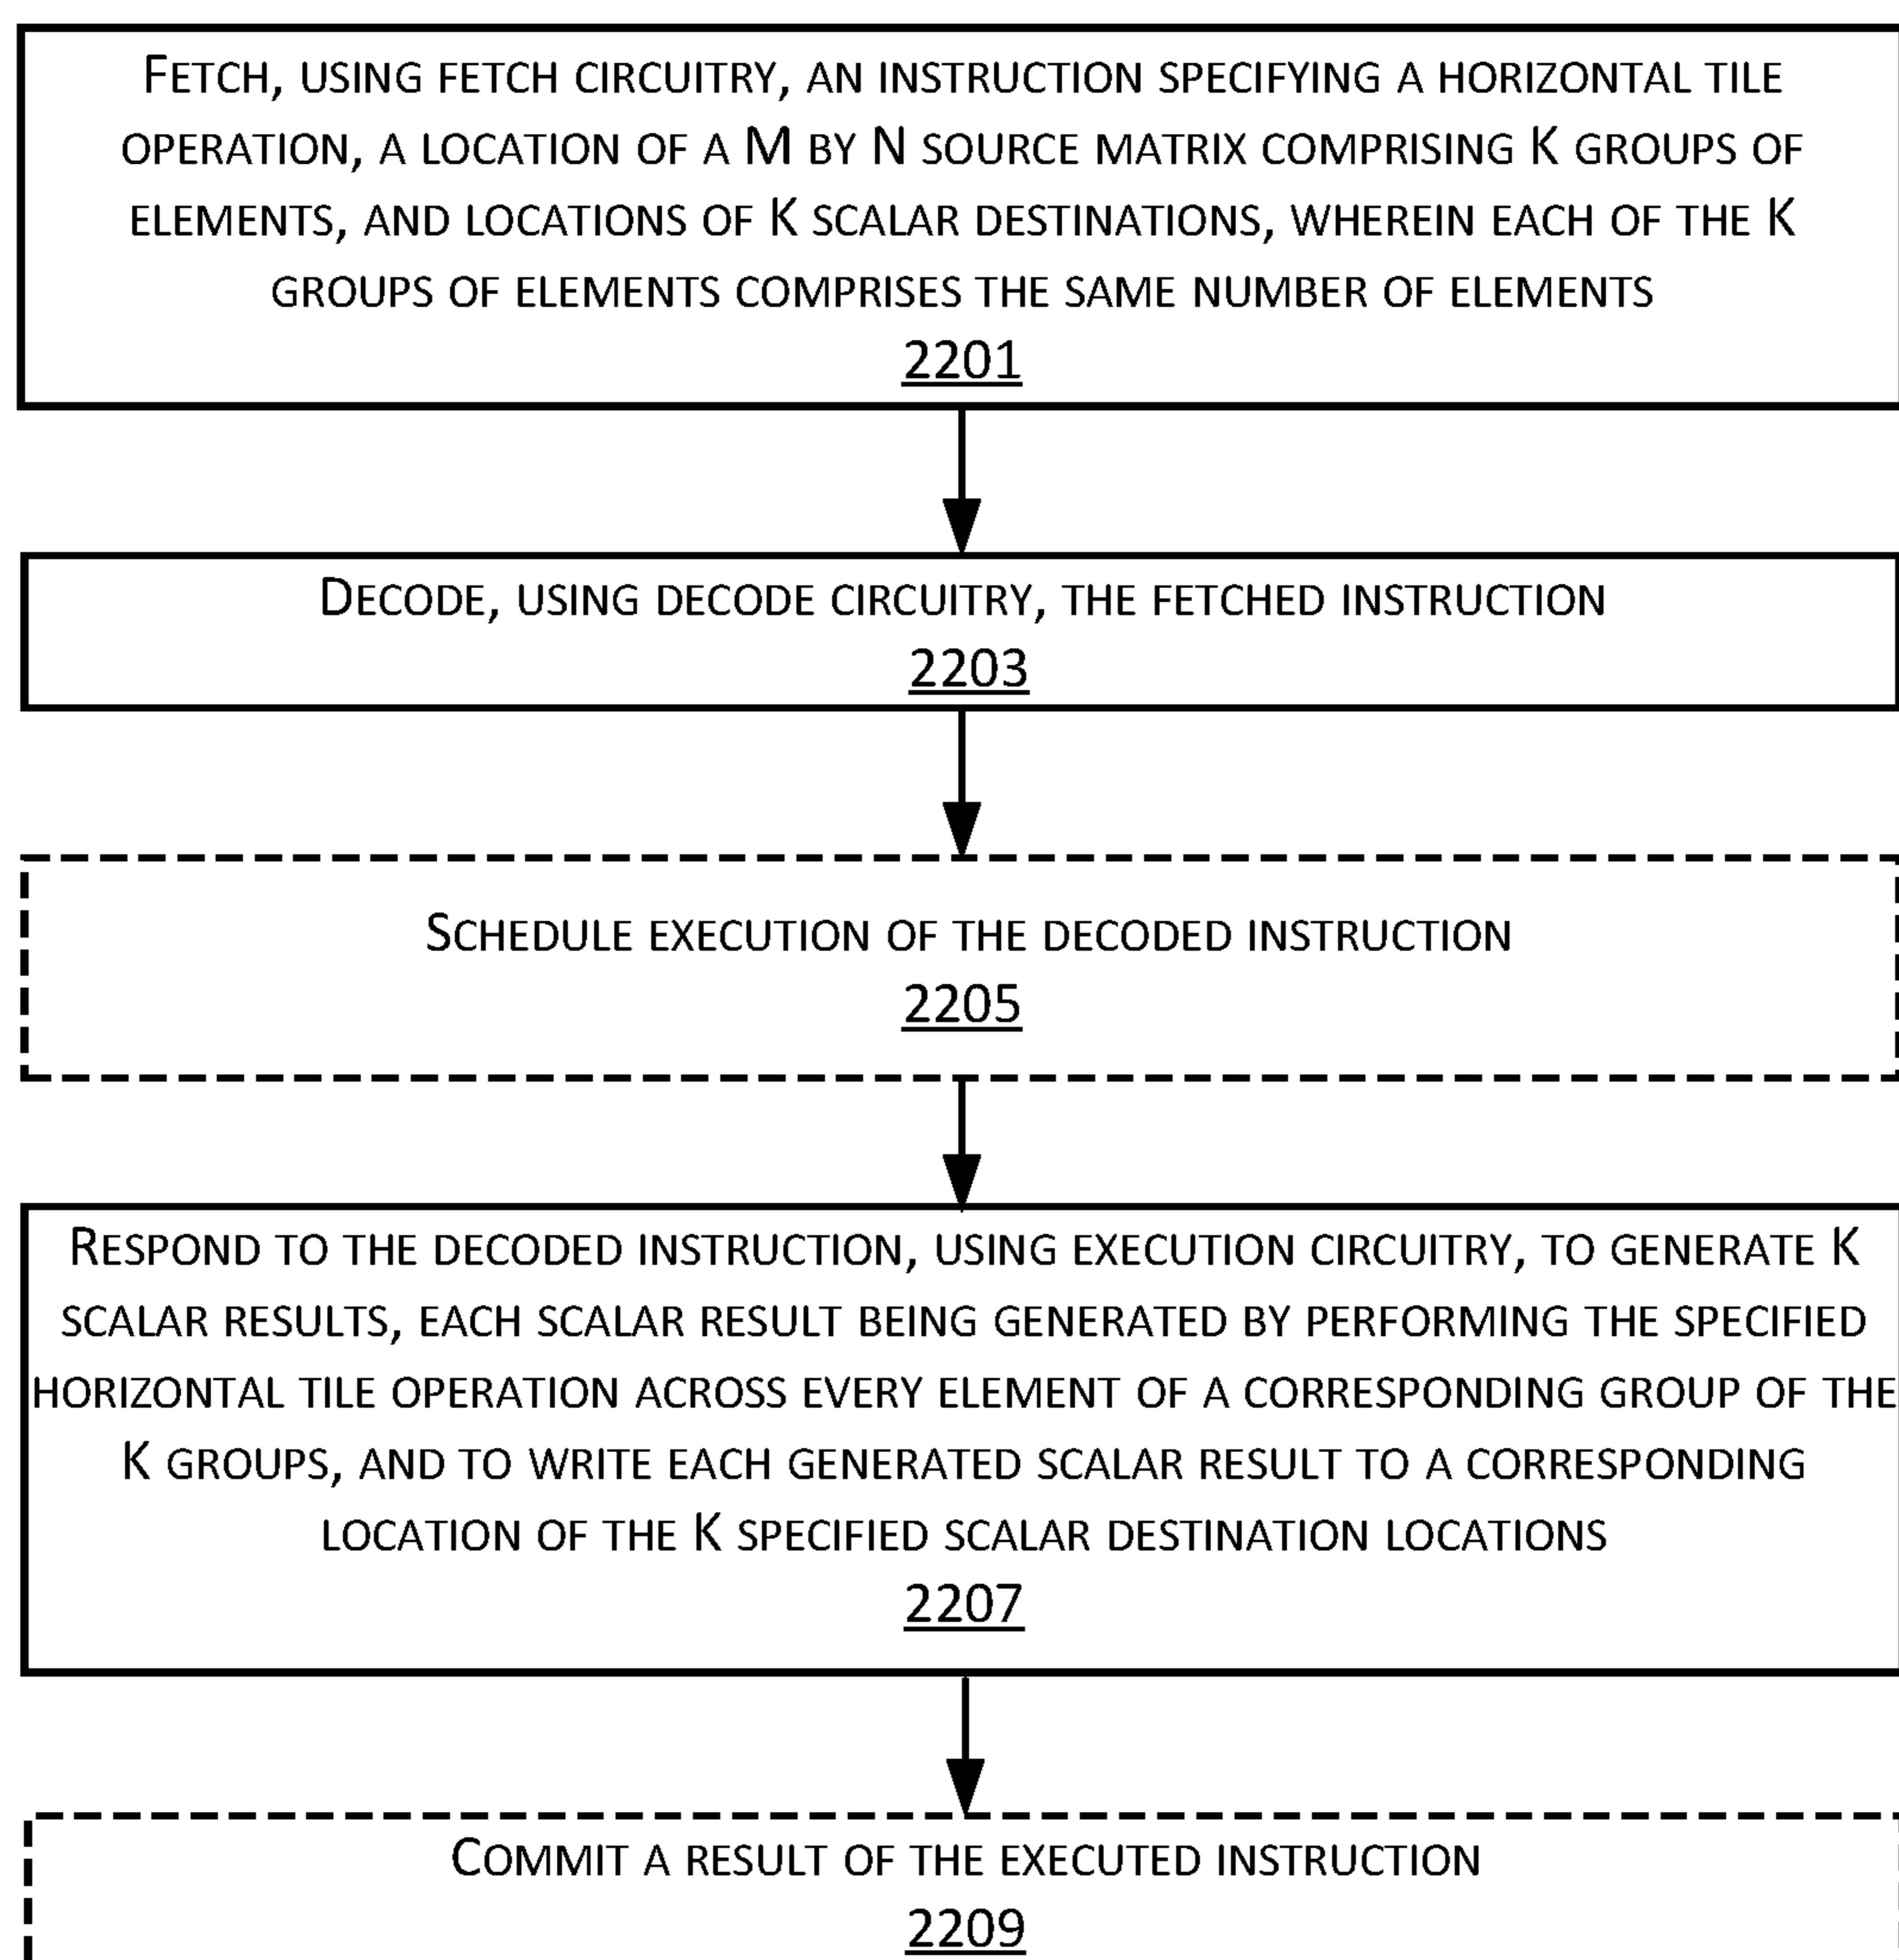 FETCH, USING FETCH CIRCUITRY, AN INSTRUCTION SPECIFYING A HORIZONTAL TILE
OPERATION, A LOCATION OF A M BY N SOURCE MATRIX COMPRISING K GROUPS OF
ELEMENTS, AND LOCATIONS OF K SCALAR DESTINATIONS, WHEREIN EACH OF THE K
GROUPS OF ELEMENTS COMPRISES THE SAME NUMBER OF ELEMENTS
2201
DECODE, USING DECODE CIRCUITRY, THE FETCHED INSTRUCTION
2203
SCHEDULE EXECUTION OF THE DECODED INSTRUCTION
2205
RESPOND TO THE DECODED INSTRUCTION, USING EXECUTION CIRCUITRY, TO GENERATE K
SCALAR RESULTS, EACH SCALAR RESULT BEING GENERATED BY PERFORMING THE SPECIFIED
HORIZONTAL TILE OPERATION ACROSS EVERY ELEMENT OF A CORRESPONDING GROUP OF THE
K GROUPS, AND TO WRITE EACH GENERATED SCALAR RESULT TO A CORRESPONDING
LOCATION OF THE K SPECIFIED SCALAR DESTINATION LOCATIONS
2207
COMMIT A RESULT OF THE EXECUTED INSTRUCTION
2209